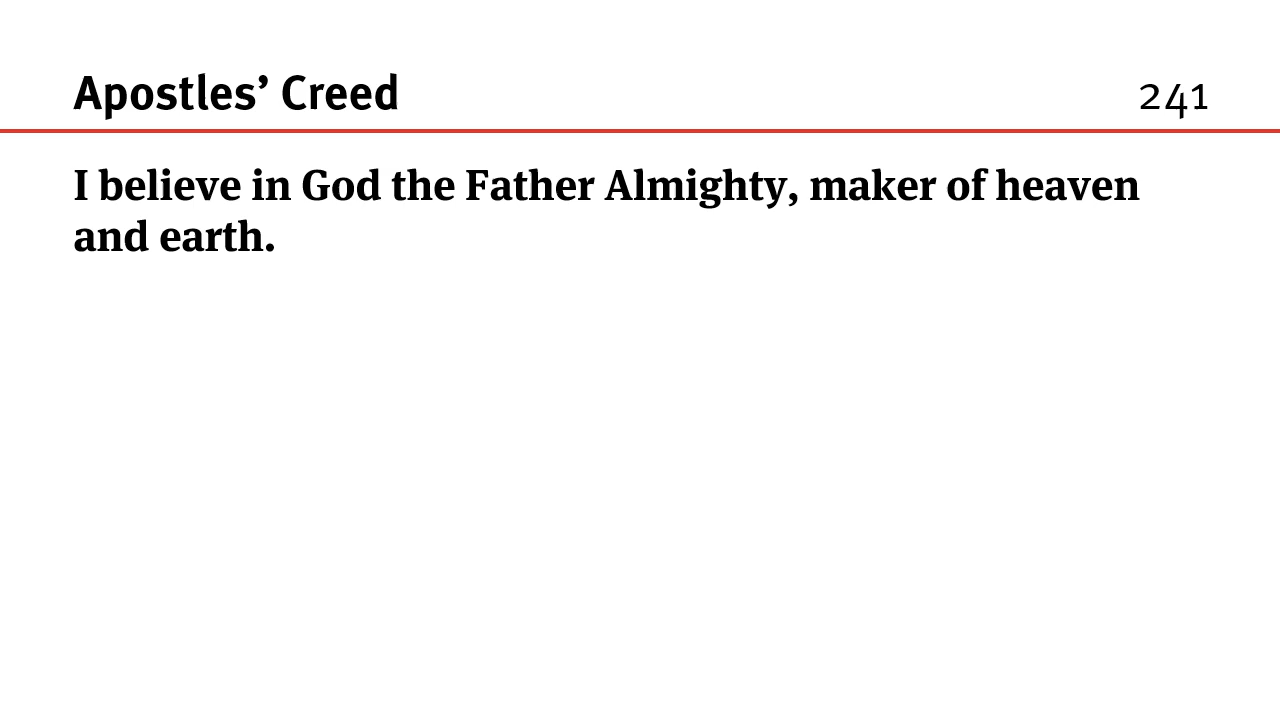 Apostles’ Creed 241
I believe in God the Father Almighty, maker of heaven
and earth.